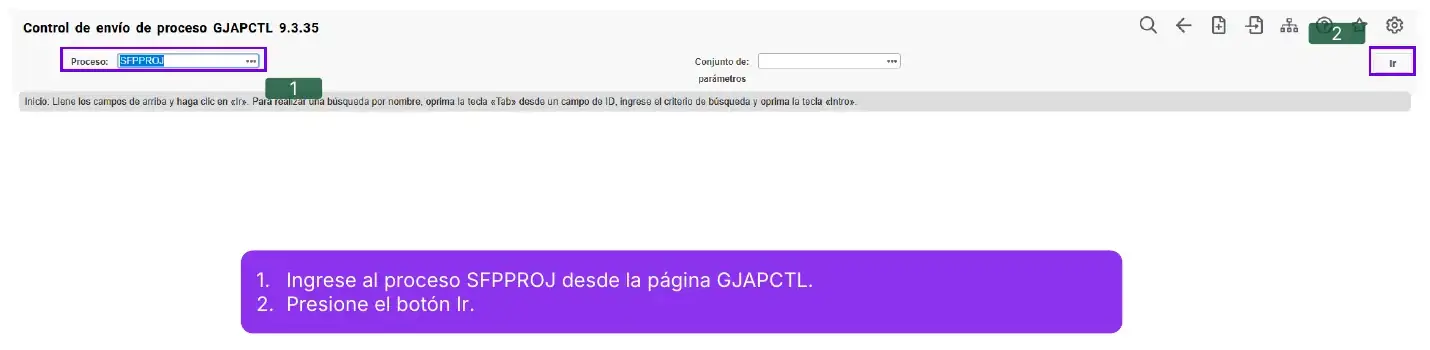 Control de envío de proceso GJAPCTL 9.3.35
2
Proceso: SFPPROJ ... Conjunto de: ... Ir
parámetros
1
Inicio: Llene los campos de arriba y haga clic en «Ir». Para realizar una búsqueda por nombre, oprima la tecla «Tab» desde un campo de ID, ingrese el criterio de búsqueda y oprima la tecla «Intro».
1. Ingrese al proceso SFPPROJ desde la página GJAPCTL.
2. Presione el botón Ir.